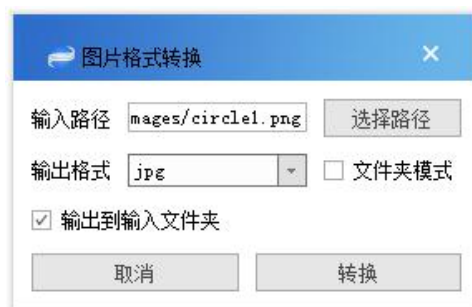 图片格式转换
输入路径 mages/circle1.png 选择路径
输出格式 jpg 文件夹模式
输出到输入文件夹
取消 转换